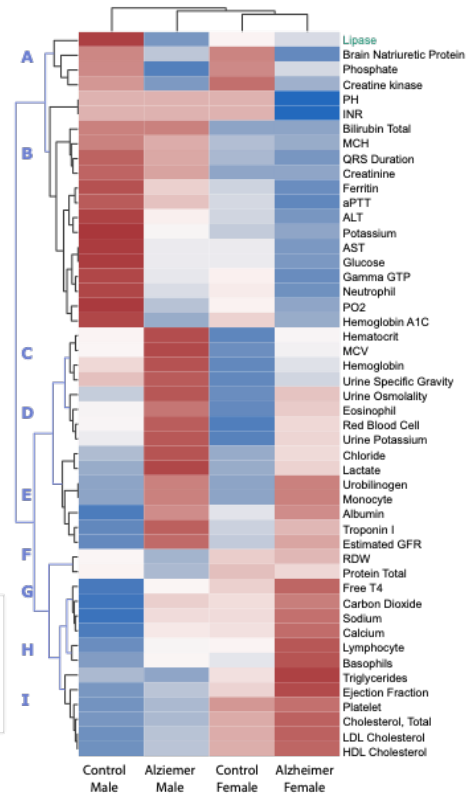 A
B
C
D
E
F
G
H
I
Lipase
Brain Natriuretic Protein
Phosphate
Creatine kinase
PH
INR
Bilirubin Total
MCH
QRS Duration
Creatinine
Ferritin
aPTT
ALT
Potassium
AST
Glucose
Gamma GTP
Neutrophil
PO2
Hemoglobin A1C
Hematocrit
MCV
Hemoglobin
Urine Specific Gravity
Urine Osmolality
Eosinophil
Red Blood Cell
Urine Potassium
Chloride
Lactate
Urobilinogen
Monocyte
Albumin
Troponin I
Estimated GFR
RDW
Protein Total
Free T4
Carbon Dioxide
Sodium
Calcium
Lymphocyte
Basophils
Triglycerides
Ejection Fraction
Platelet
Cholesterol, Total
LDL Cholesterol
HDL Cholesterol
Control Male
Alziemer Male
Control Female
Alzheimer Female